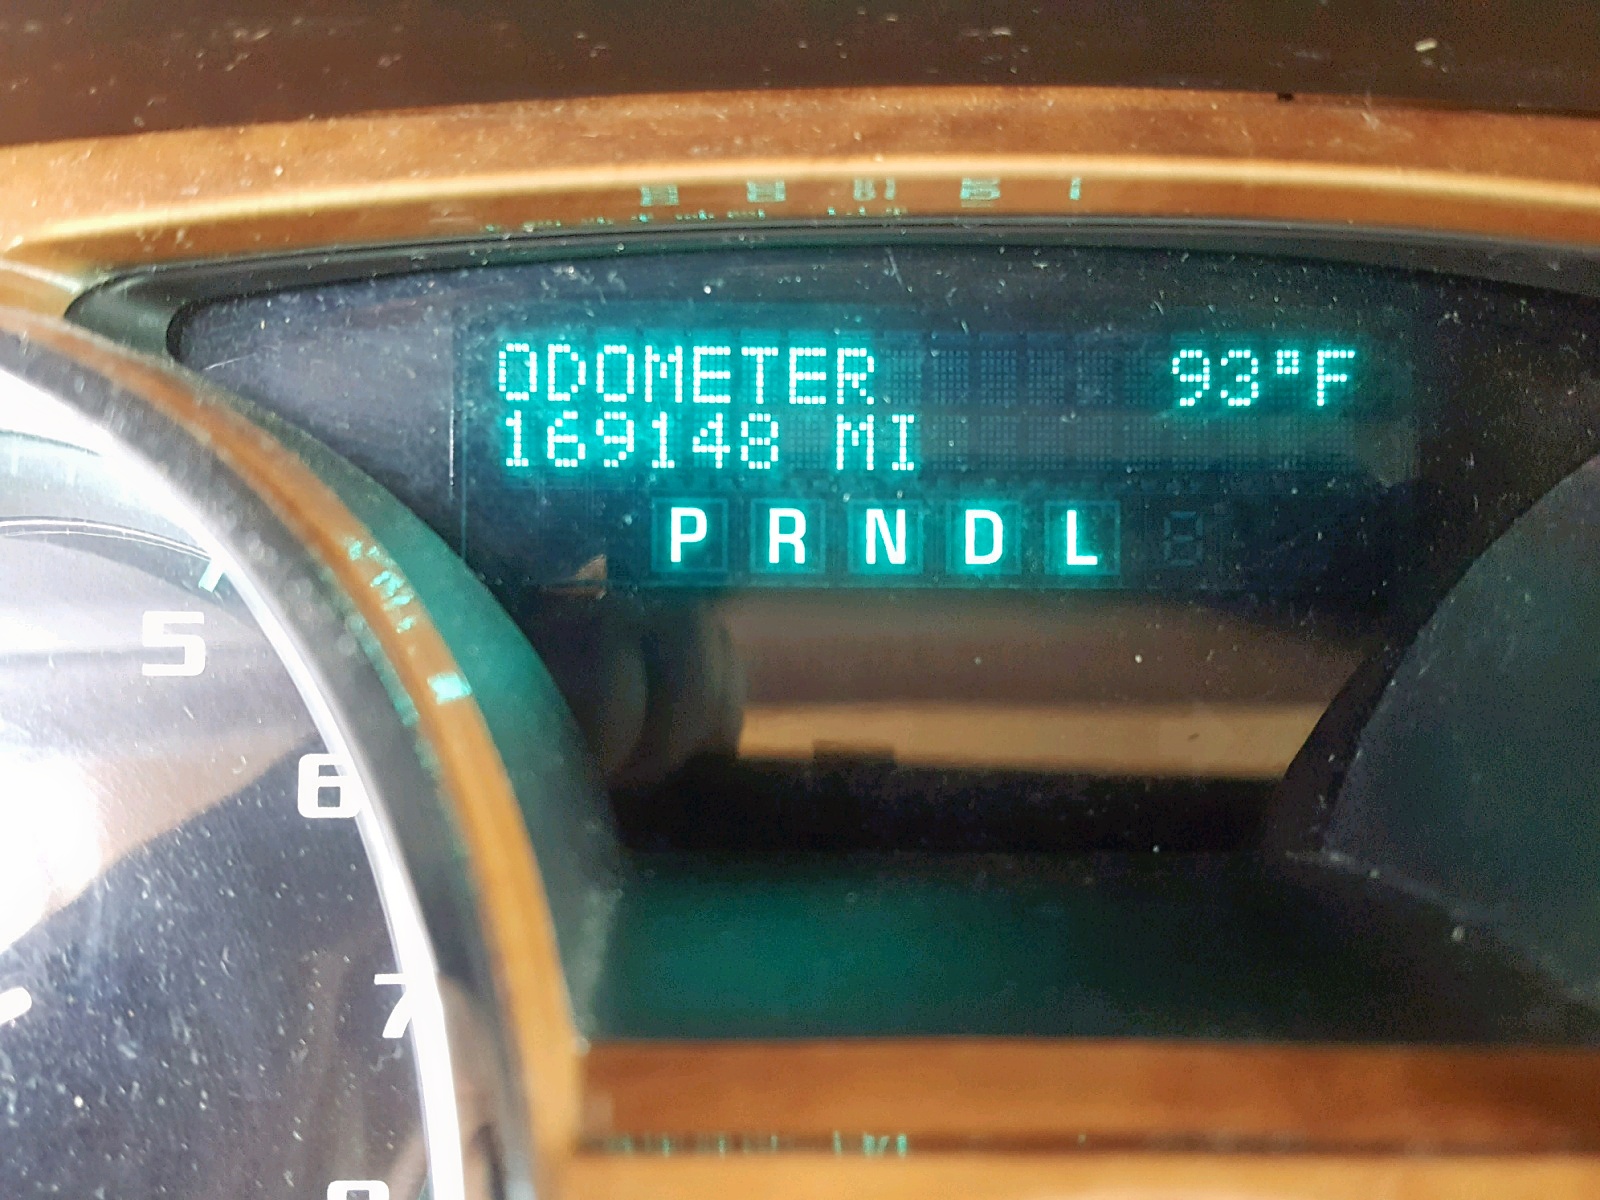 ODOMETER 93°F
169148 MI
P R N D L
5
6
7